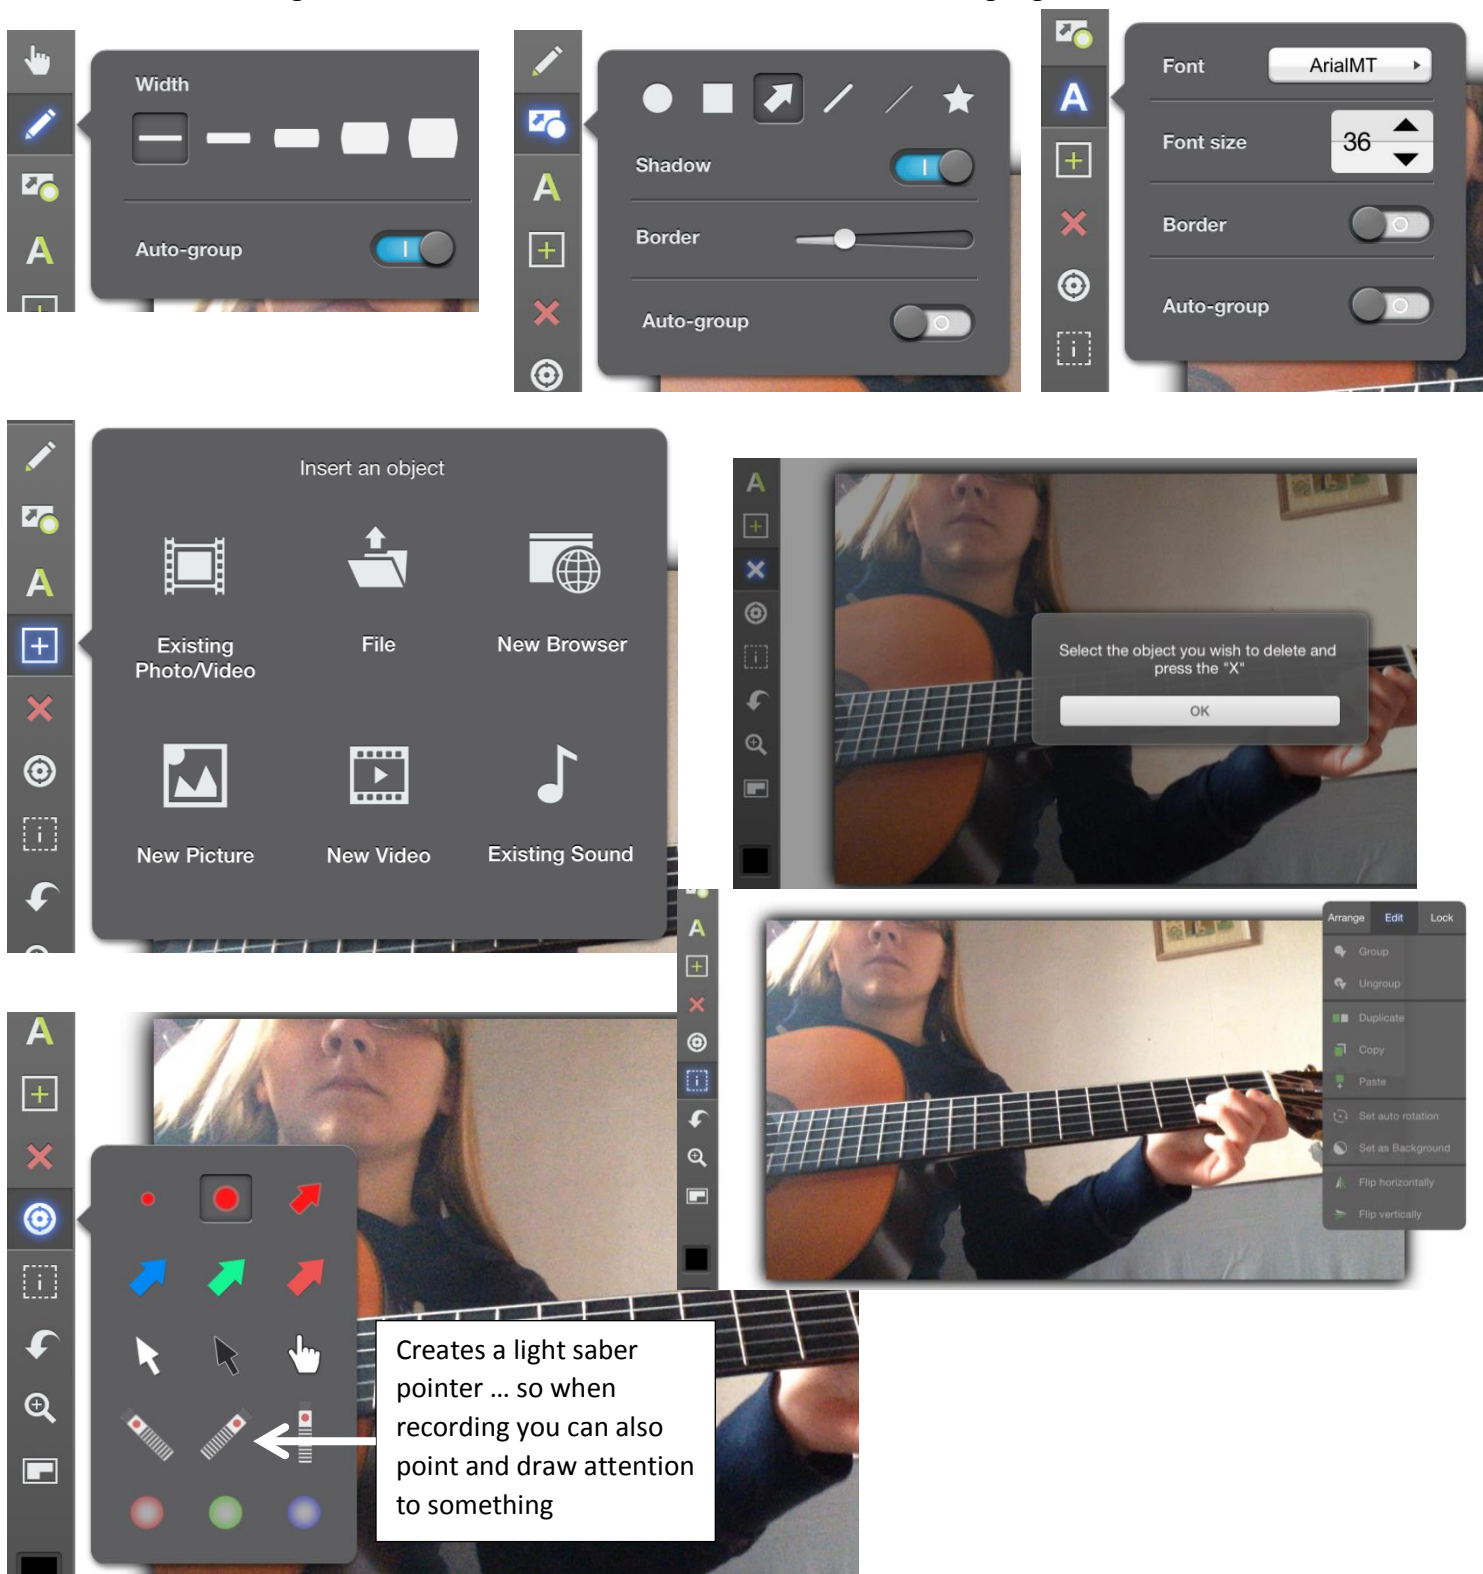 Width
Auto-group
Shadow
Border
Auto-group
A
Font
ArialMT
A
Font size
36
Border
Auto-group
i
A
Insert an object
A
Existing
Photo/Video
File
New Browser
New Picture
New Video
Existing Sound
i
A
Select the object you wish to delete and
press the "X"
OK
i
A
Arrange Edit Lock
Group
Ungroup
Duplicate
Copy
Paste
Set auto rotation
Set as Background
Flip horizontally
Flip vertically
i
A
i
Creates a light saber
pointer ... so when
recording you can also
point and draw attention
to something